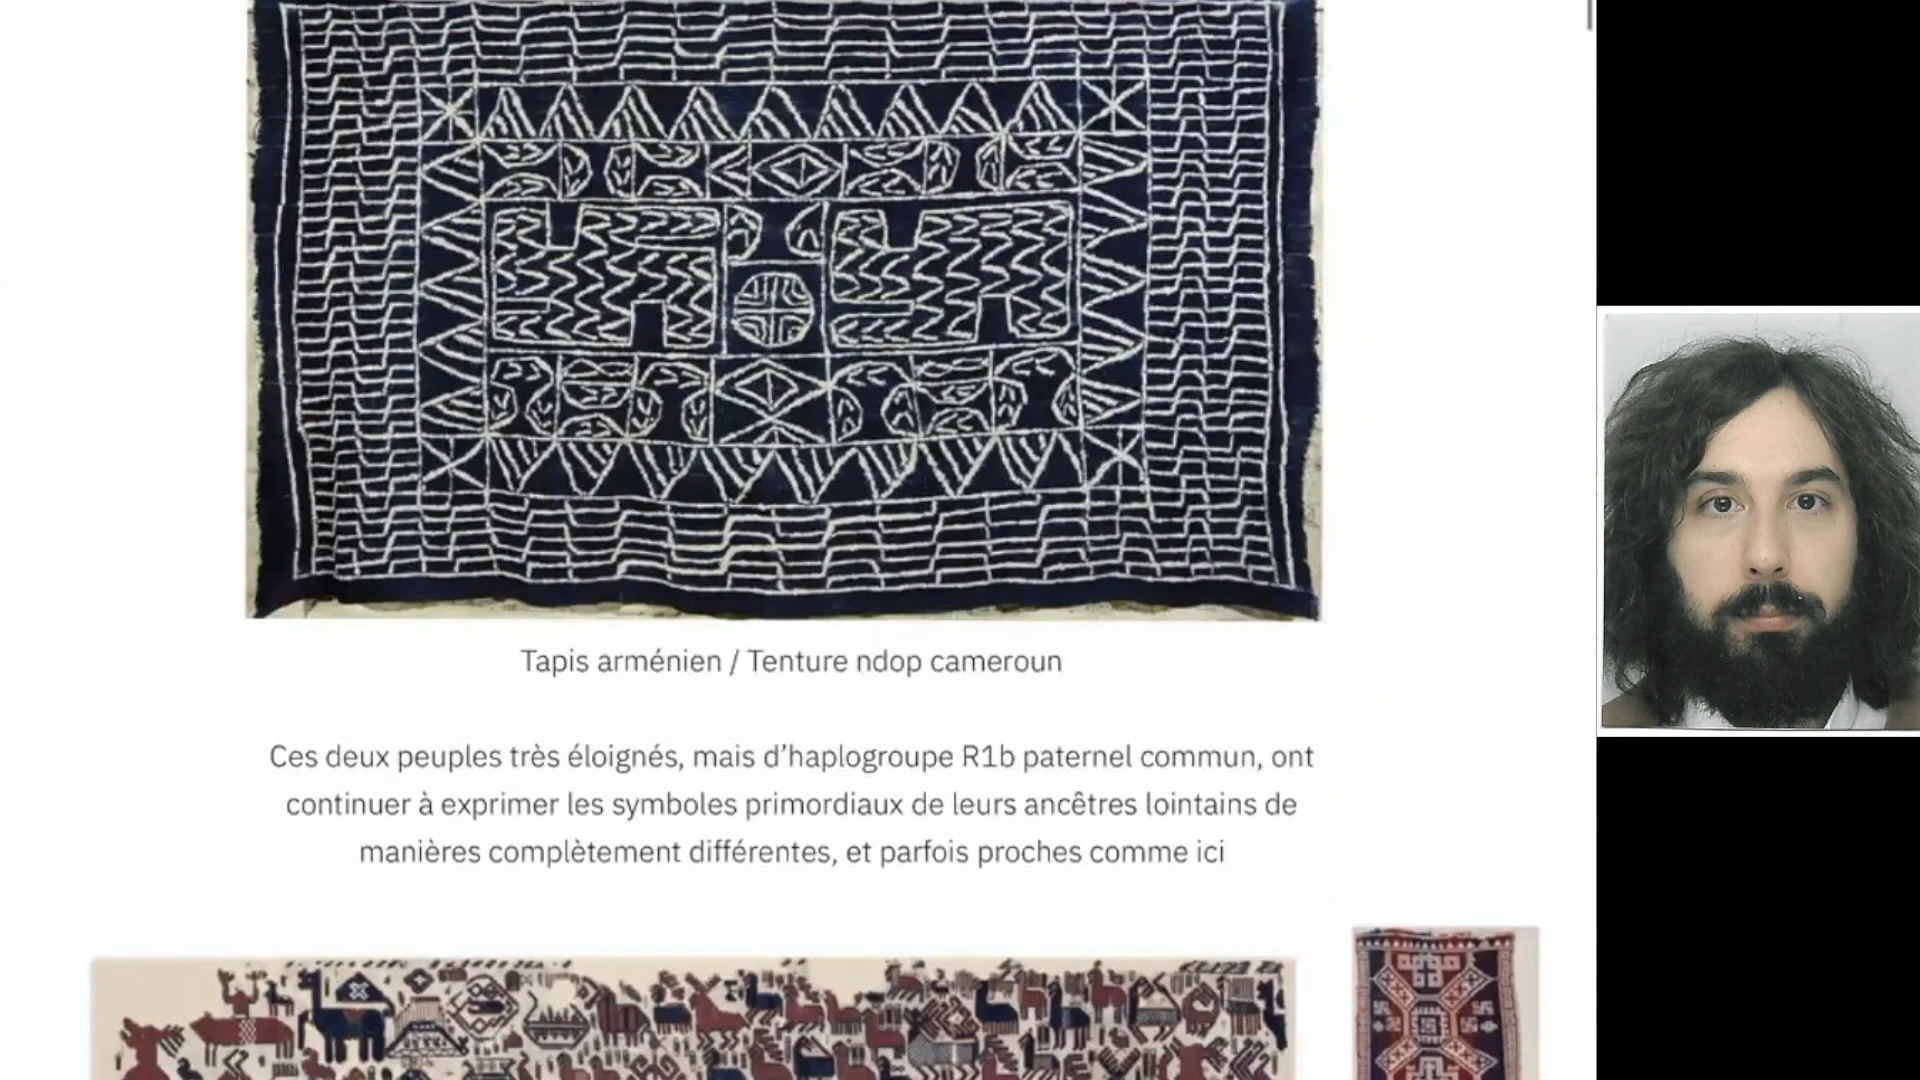 Tapis arménien / Tenture ndop cameroun
Ces deux peuples très éloignés, mais d’haplogroupe R1b paternel commun, ont
continuer à exprimer les symboles primordiaux de leurs ancêtres lointains de
manières complètement différentes, et parfois proches comme ici